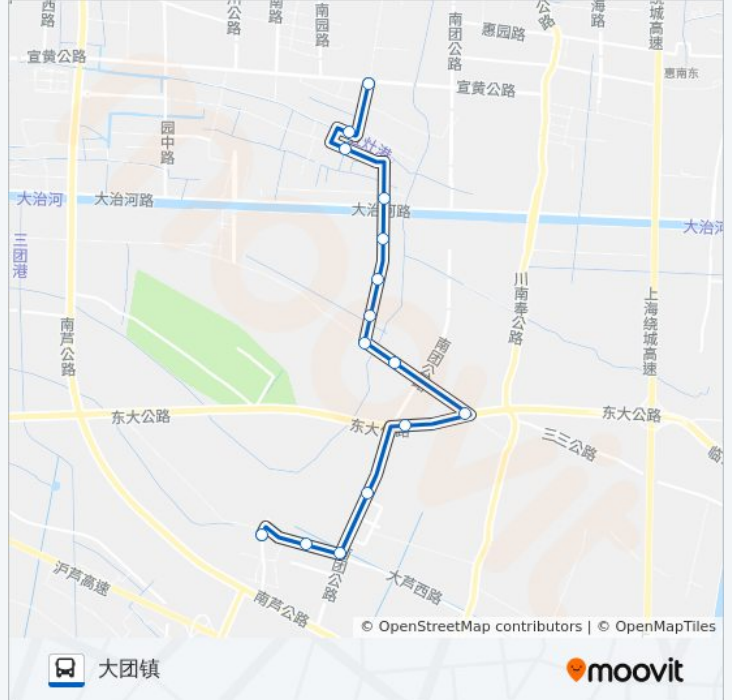 西路
川公路
南路
南园路
南团公路
惠园路
公路
海路
绕城高速
宣黄公路
惠南东
宣黄公路
园中路
灶港
大治河
大治河路
大治河路
大治河
三团港
川南奉公路
上海绕城高速
南芦公路
南团公路
东大公路
东大公路
东大公路
三三公路
临
沪芦高速
团公路
大芦西路
南芦公路
© OpenStreetMap contributors | © OpenMapTiles
大团镇
moovit
moovit